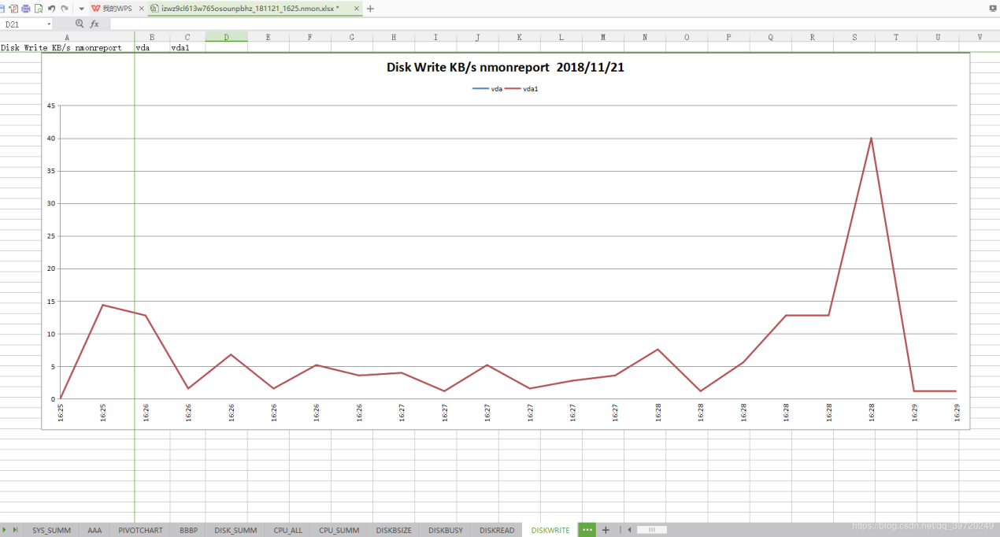 我的WPS × izwz9cl613w765osounpbhz_181121_1625.nmon.xlsx * × +
D21 fx
A B C D E F G H I J K L M N O P Q R S T U V
Disk Write KB/s nmonreport vda vda1
Disk Write KB/s nmonreport 2018/11/21
vda vda1
45
40
35
30
25
20
15
10
5
0
16:25 16:25 16:26 16:26 16:26 16:26 16:26 16:26 16:27 16:27 16:27 16:27 16:27 16:27 16:28 16:28 16:28 16:28 16:28 16:28 16:29 16:29
SYS_SUMM AAA PIVOTCHART BBBP DISK_SUMM CPU_ALL CPU_SUMM DISKBSIZE DISKBUSY DISKREAD DISKWRITE ••• +
https://blog.csdn.net/qq_39720249